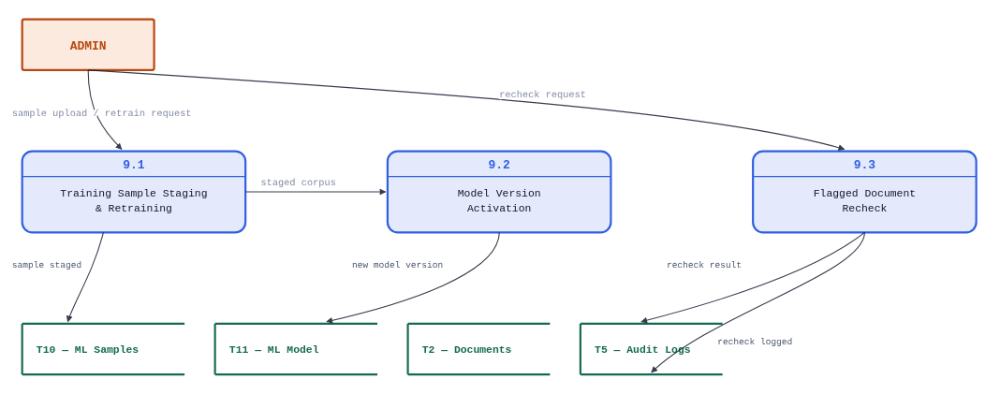 ADMIN
recheck request
sample upload / retrain request
9.1
9.2
9.3
staged corpus
Training Sample Staging
& Retraining
Model Version
Activation
Flagged Document
Recheck
sample staged
new model version
recheck result
recheck logged
T10 — ML Samples
T11 — ML Model
T2 — Documents
T5 — Audit Logs